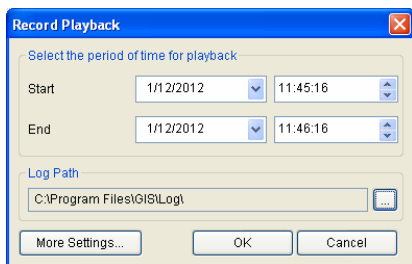 Record Playback
Select the period of time for playback
Start 1/12/2012 11:45:16
End 1/12/2012 11:46:16
Log Path
C:\Program Files\GIS\Log\ ...
More Settings... OK Cancel